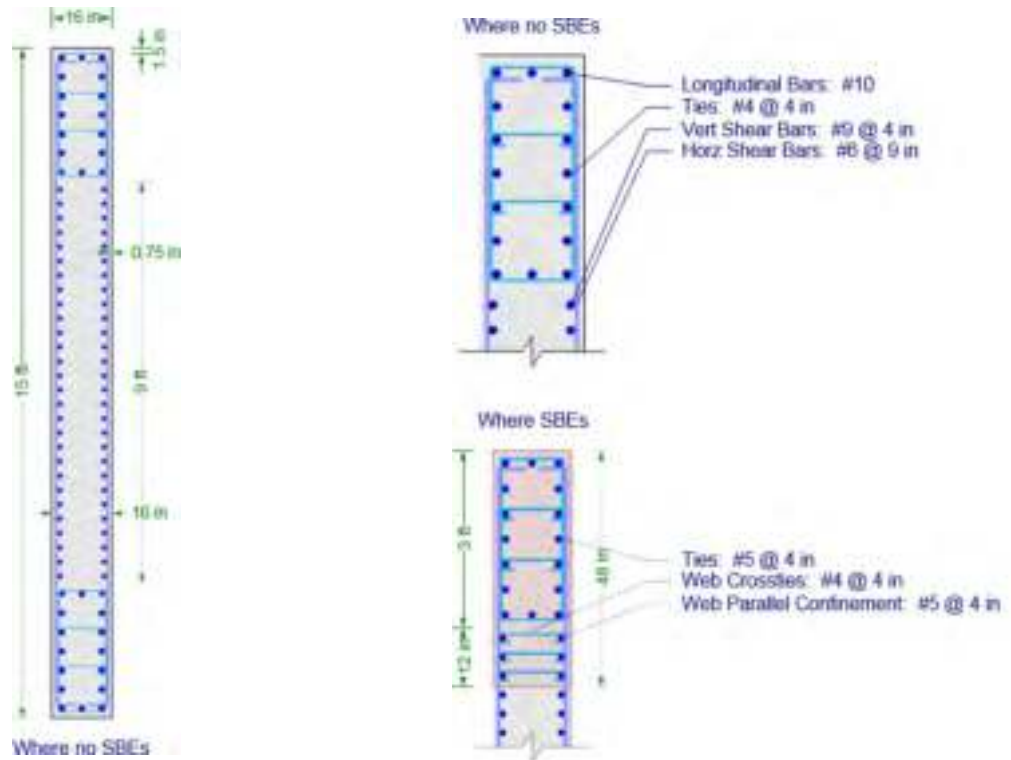 16 in
1.5 in
0.75 in
15 ft
9 ft
16 in
Where no SBEs
Where no SBEs
Longitudinal Bars: #10
Ties: #4 @ 4 in
Vert Shear Bars: #9 @ 4 in
Horz Shear Bars: #6 @ 9 in
Where SBEs
3 ft
12 in
48 in
Ties: #5 @ 4 in
Web Crossties: #4 @ 4 in
Web Parallel Confinement: #5 @ 4 in